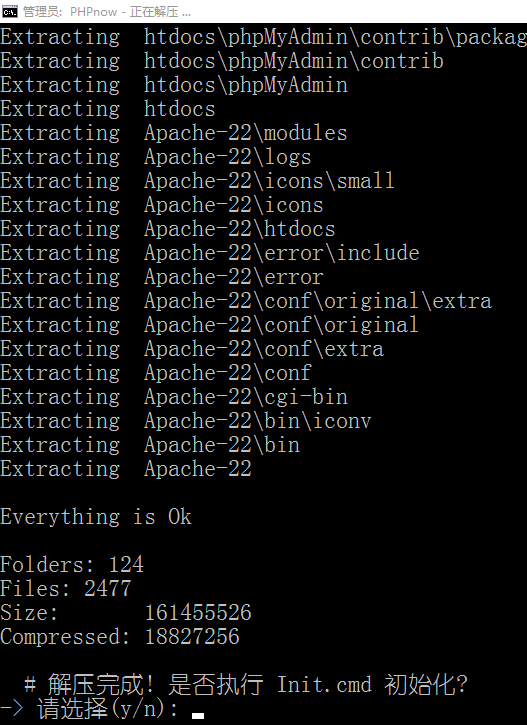 管理员: PHPnow - 正在解压 ...
Extracting  htdocs\phpMyAdmin\contrib\packag
Extracting  htdocs\phpMyAdmin\contrib
Extracting  htdocs\phpMyAdmin
Extracting  htdocs
Extracting  Apache-22\modules
Extracting  Apache-22\logs
Extracting  Apache-22\icons\small
Extracting  Apache-22\icons
Extracting  Apache-22\htdocs
Extracting  Apache-22\error\include
Extracting  Apache-22\error
Extracting  Apache-22\conf\original\extra
Extracting  Apache-22\conf\original
Extracting  Apache-22\conf\extra
Extracting  Apache-22\conf
Extracting  Apache-22\cgi-bin
Extracting  Apache-22\bin\iconv
Extracting  Apache-22\bin
Extracting  Apache-22
Everything is Ok
Folders: 124
Files: 2477
Size:       161455526
Compressed: 18827256
# 解压完成! 是否执行 Init.cmd 初始化?
-> 请选择(y/n):